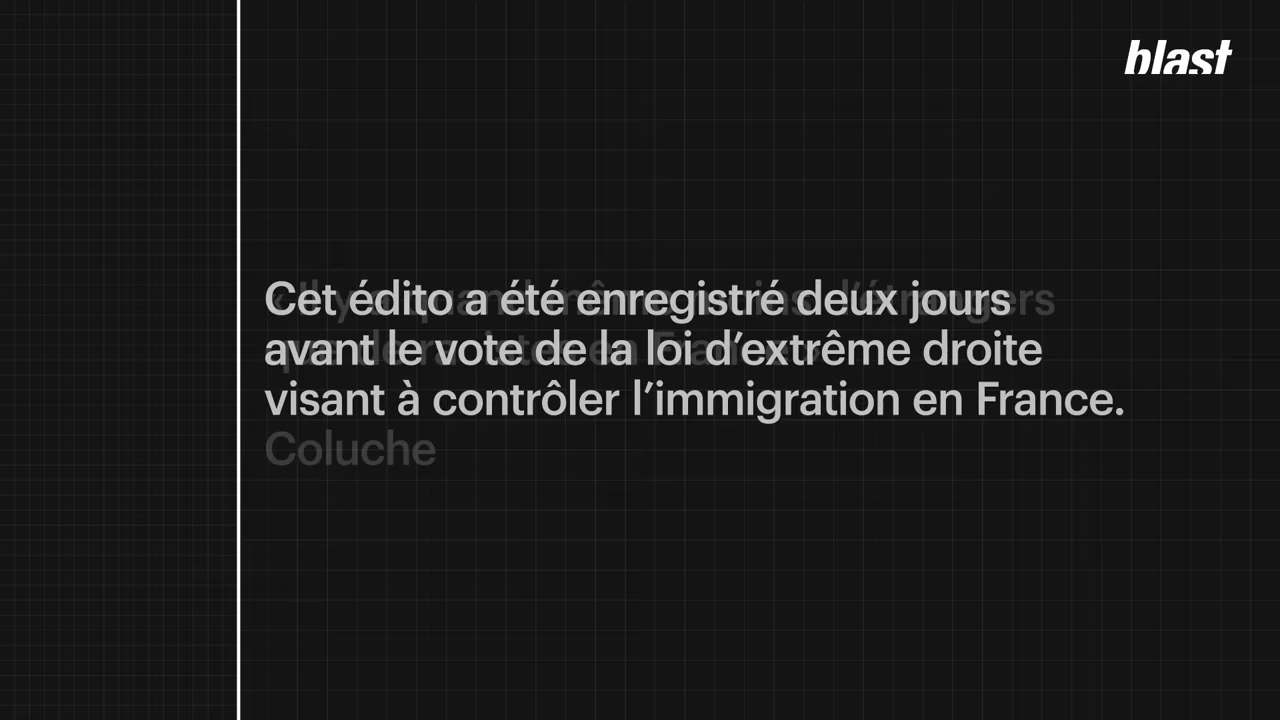 blast
Cet édito a été enregistré deux jours
avant le vote de la loi d’extrême droite
visant à contrôler l’immigration en France.
Coluche